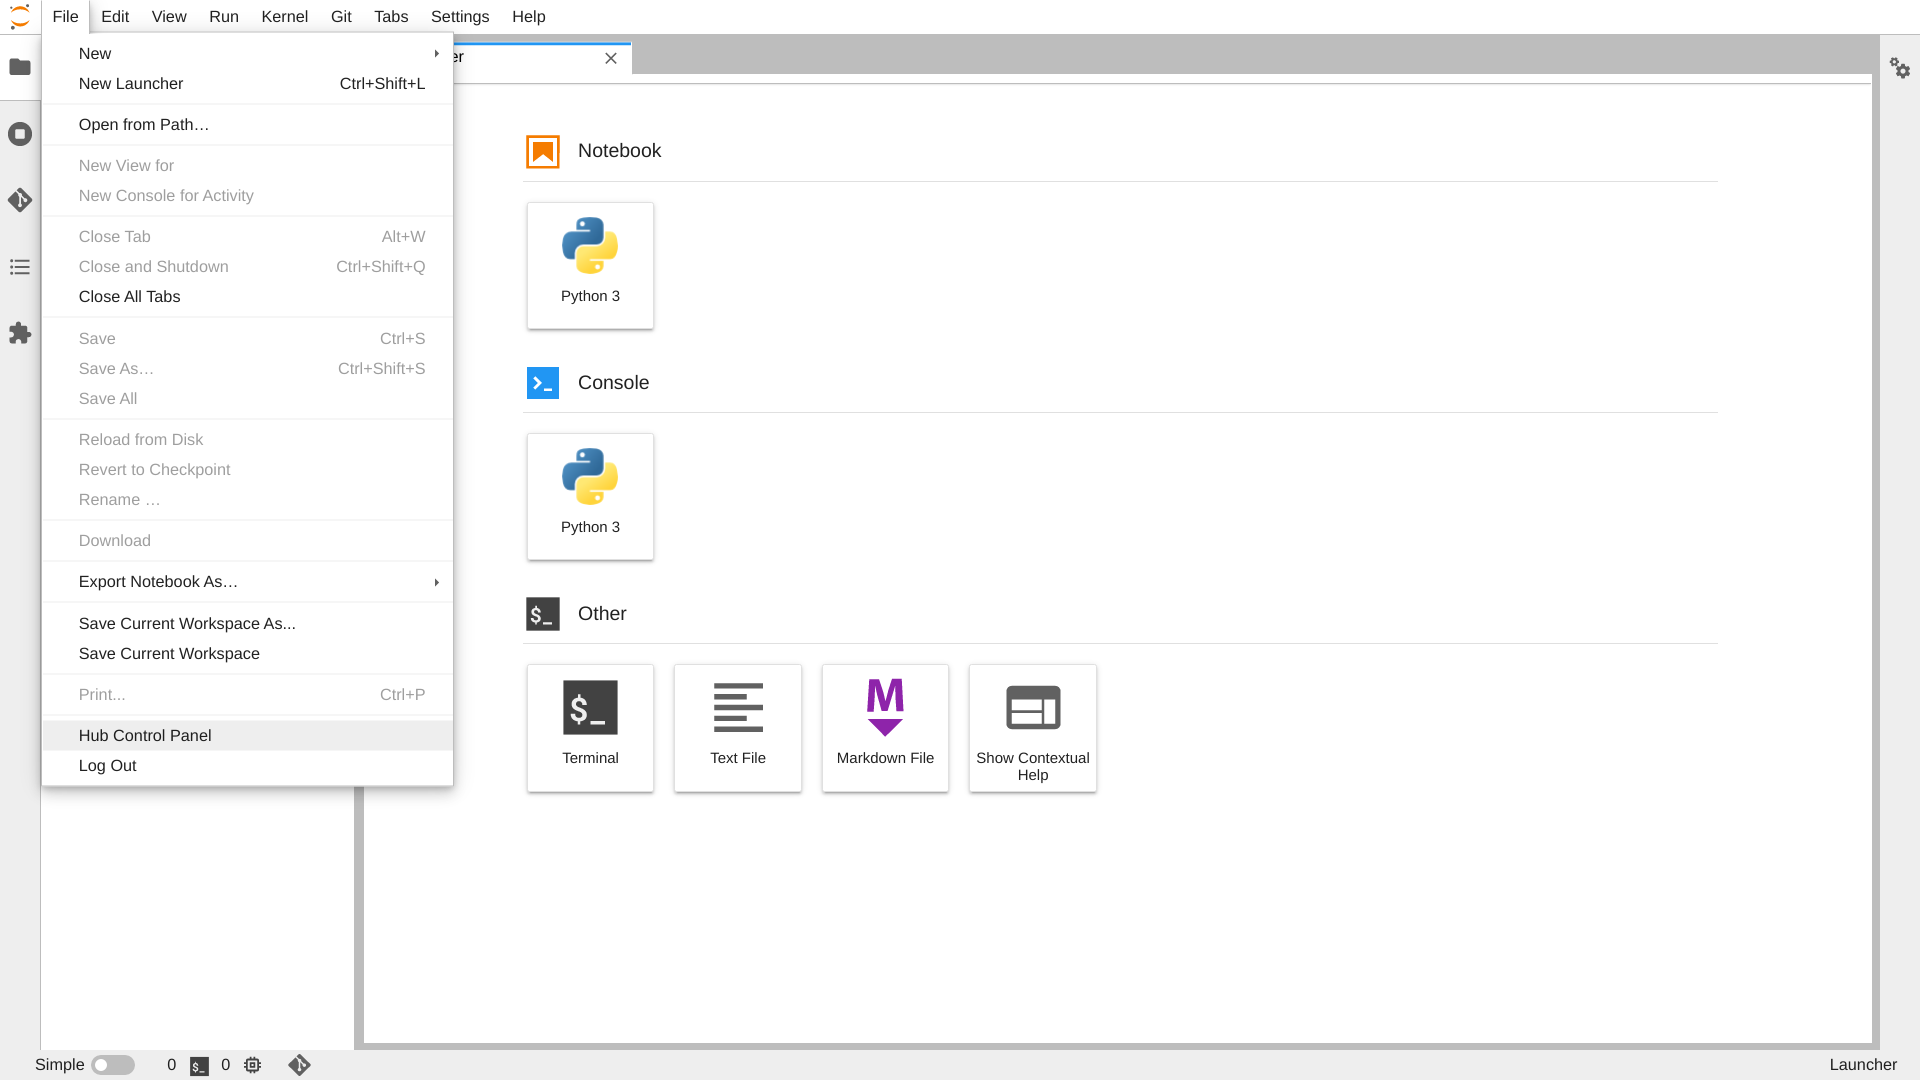 File Edit View Run Kernel Git Tabs Settings Help
New
New Launcher Ctrl+Shift+L
Open from Path…
New View for
New Console for Activity
Close Tab Alt+W
Close and Shutdown Ctrl+Shift+Q
Close All Tabs
Save Ctrl+S
Save As… Ctrl+Shift+S
Save All
Reload from Disk
Revert to Checkpoint
Rename …
Download
Export Notebook As…
Save Current Workspace As...
Save Current Workspace
Print... Ctrl+P
Hub Control Panel
Log Out
er
Notebook
Python 3
Console
Python 3
$_ Other
$_ M
Terminal Text File Markdown File Show Contextual
Help
Simple 0 $_ 0 Launcher